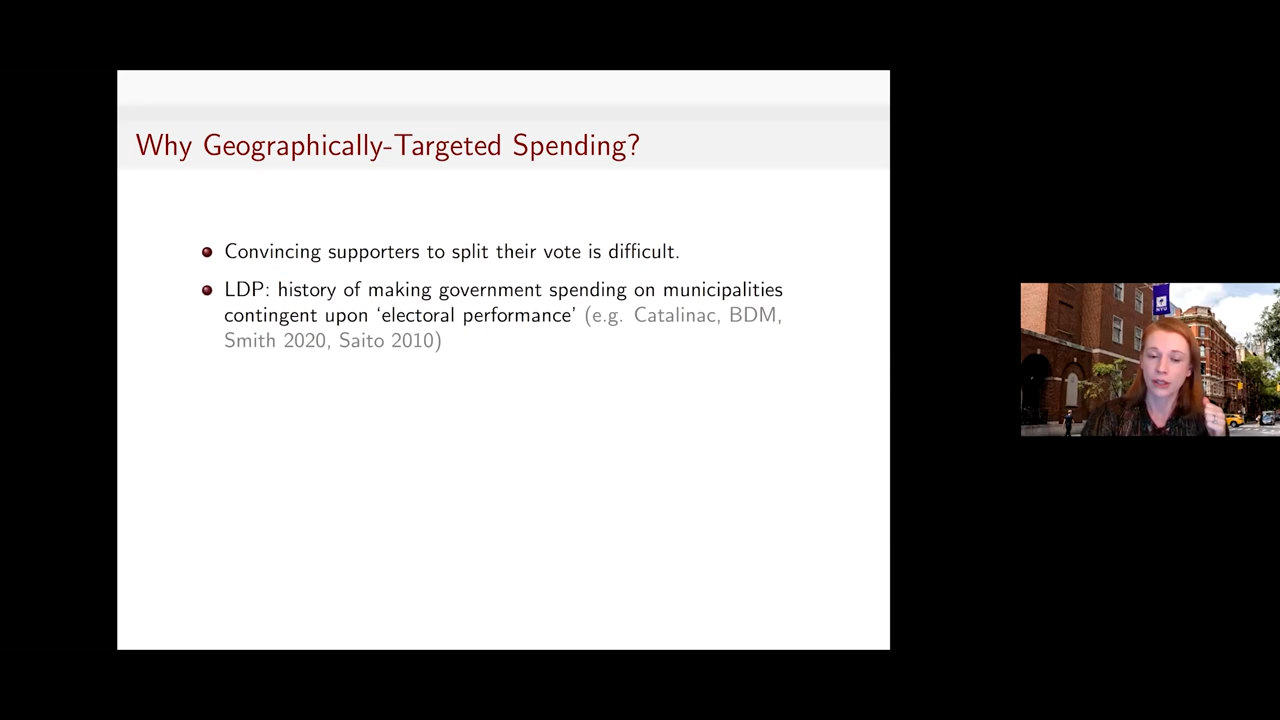 Why Geographically-Targeted Spending?
Convincing supporters to split their vote is difficult.
LDP: history of making government spending on municipalities
contingent upon ‘electoral performance’ (e.g. Catalinac, BDM,
Smith 2020, Saito 2010)
NYU